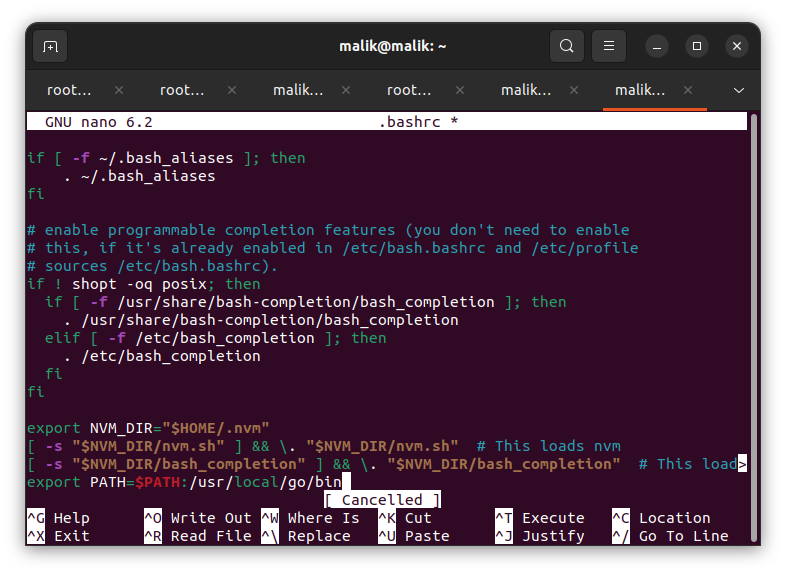 malik@malik: ~
root... × root... × malik... × root... × malik... × malik... ×
GNU nano 6.2 .bashrc *
if [ -f ~/.bash_aliases ]; then
    . ~/.bash_aliases
fi
# enable programmable completion features (you don't need to enable
# this, if it's already enabled in /etc/bash.bashrc and /etc/profile
# sources /etc/bash.bashrc).
if ! shopt -oq posix; then
  if [ -f /usr/share/bash-completion/bash_completion ]; then
    . /usr/share/bash-completion/bash_completion
  elif [ -f /etc/bash_completion ]; then
    . /etc/bash_completion
  fi
fi
export NVM_DIR="$HOME/.nvm"
[ -s "$NVM_DIR/nvm.sh" ] && \. "$NVM_DIR/nvm.sh"  # This loads nvm
[ -s "$NVM_DIR/bash_completion" ] && \. "$NVM_DIR/bash_completion"  # This load>
export PATH=$PATH:/usr/local/go/bin
[ Cancelled ]
^G Help ^O Write Out ^W Where Is ^K Cut ^T Execute ^C Location
^X Exit ^R Read File ^\ Replace ^U Paste ^J Justify ^/ Go To Line